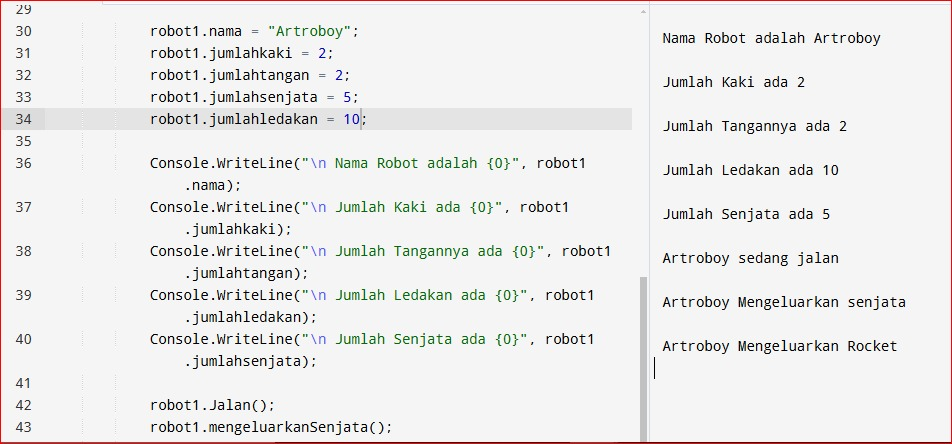 29
30 robot1.nama = "Artroboy";
31 robot1.jumlahkaki = 2;
32 robot1.jumlahtangan = 2;
33 robot1.jumlahsenjata = 5;
34 robot1.jumlahledakan = 10;
35
36 Console.WriteLine("\n Nama Robot adalah {0}", robot1
.nama);
37 Console.WriteLine("\n Jumlah Kaki ada {0}", robot1
.jumlahkaki);
38 Console.WriteLine("\n Jumlah Tangannya ada {0}", robot1
.jumlahtangan);
39 Console.WriteLine("\n Jumlah Ledakan ada {0}", robot1
.jumlahledakan);
40 Console.WriteLine("\n Jumlah Senjata ada {0}", robot1
.jumlahsenjata);
41
42 robot1.Jalan();
43 robot1.mengeluarkanSenjata();
Nama Robot adalah Artroboy
Jumlah Kaki ada 2
Jumlah Tangannya ada 2
Jumlah Ledakan ada 10
Jumlah Senjata ada 5
Artroboy sedang jalan
Artroboy Mengeluarkan senjata
Artroboy Mengeluarkan Rocket